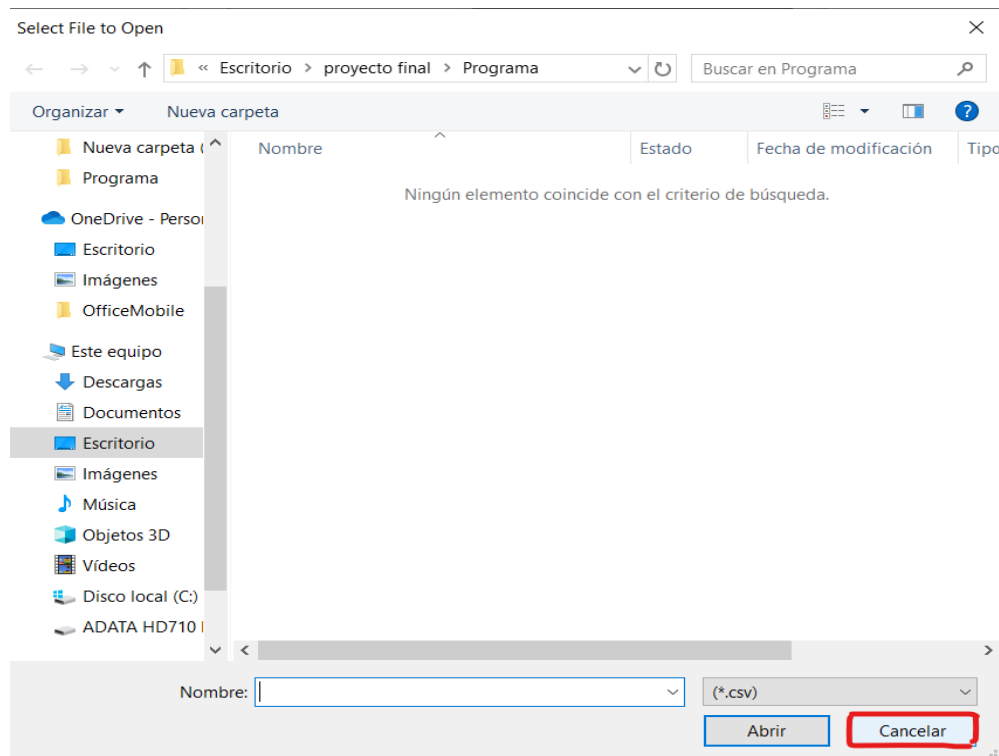 Select File to Open
« Escritorio > proyecto final > Programa
Buscar en Programa
Organizar
Nueva carpeta
?
Nueva carpeta (
Programa
OneDrive - Person
Escritorio
Imágenes
OfficeMobile
Este equipo
Descargas
Documentos
Escritorio
Imágenes
Música
Objetos 3D
Vídeos
Disco local (C:)
ADATA HD710
Nombre
Estado
Fecha de modificación
Tipo
Ningún elemento coincide con el criterio de búsqueda.
Nombre:
(*.csv)
Abrir
Cancelar